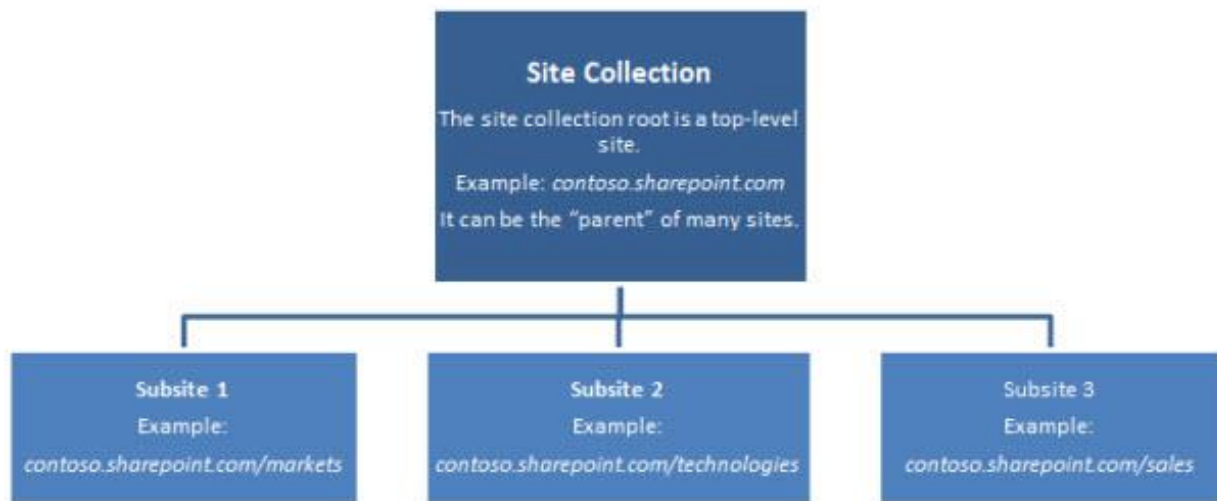 Site Collection
The site collection root is a top-level
site.
Example: contoso.sharepoint.com
It can be the “parent” of many sites.
Subsite 1
Example:
contoso.sharepoint.com/markets
Subsite 2
Example:
contoso.sharepoint.com/technologies
Subsite 3
Example:
contoso.sharepoint.com/sales